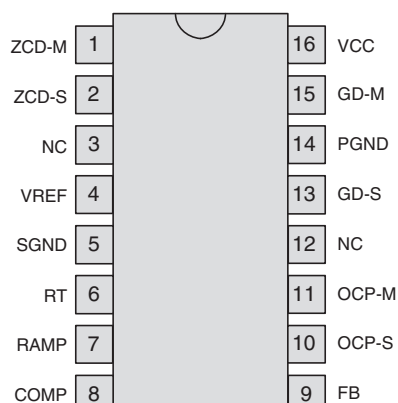 ZCD-M 1 16 VCC
ZCD-S 2 15 GD-M
NC 3 14 PGND
VREF 4 13 GD-S
SGND 5 12 NC
RT 6 11 OCP-M
RAMP 7 10 OCP-S
COMP 8 9 FB